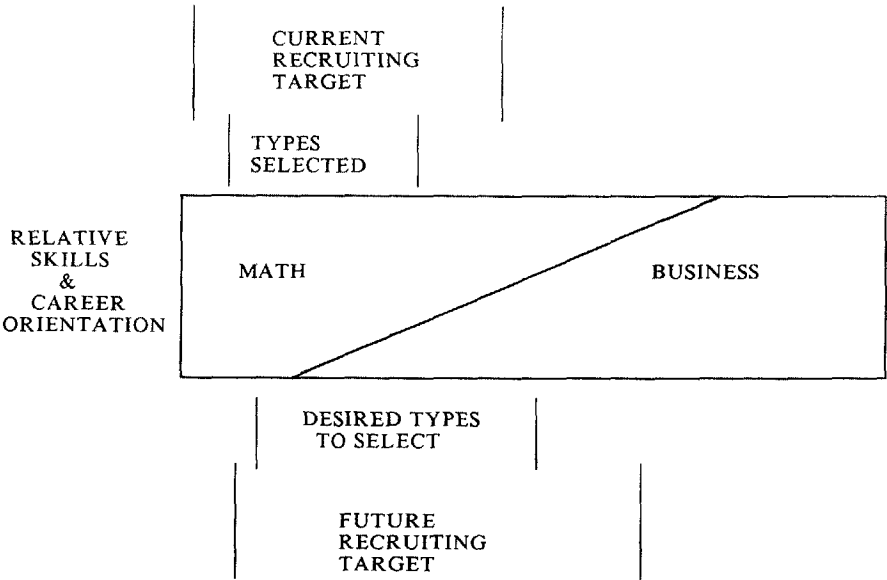 CURRENT
RECRUITING
TARGET
TYPES
SELECTED
RELATIVE
SKILLS
&
CAREER
ORIENTATION
MATH
BUSINESS
DESIRED TYPES
TO SELECT
FUTURE
RECRUITING
TARGET